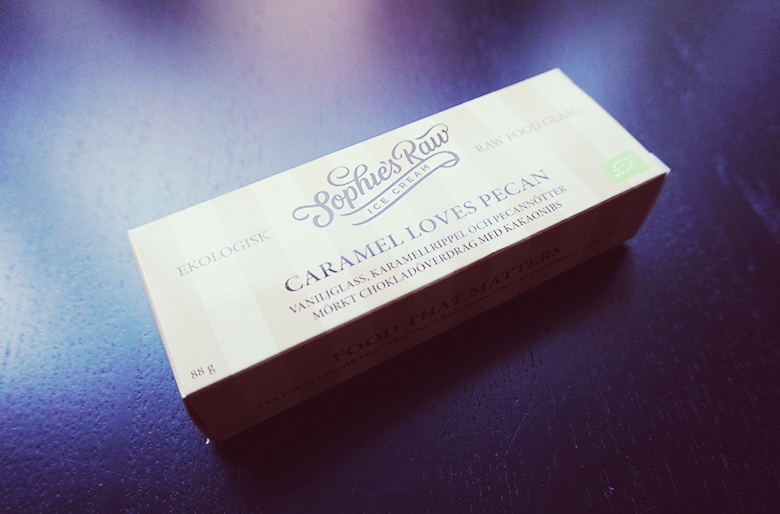 Sophie's Raw
ICE CREAM
RAW FOOD GLASS
EKOLOGISK
CARAMEL LOVES PECAN
VANILJGLASS, KARAMELLRIPPEL OCH PECANNÖTTER
MÖRKT CHOKLADÖVERDRAG MED KAKAONIBS
88 g
FOOD THAT MATTERS